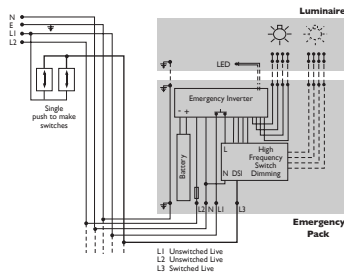 Luminaire
N
E
L1
L2
LED
Single
push to make
switches
Emergency Inverter
- +
Battery
L
High
Frequency
Switch
Dimming
N DSI
L2 N L1
L3
Emergency
Pack
L1 Unswitched Live
L2 Unswitched Live
L3 Switched Live